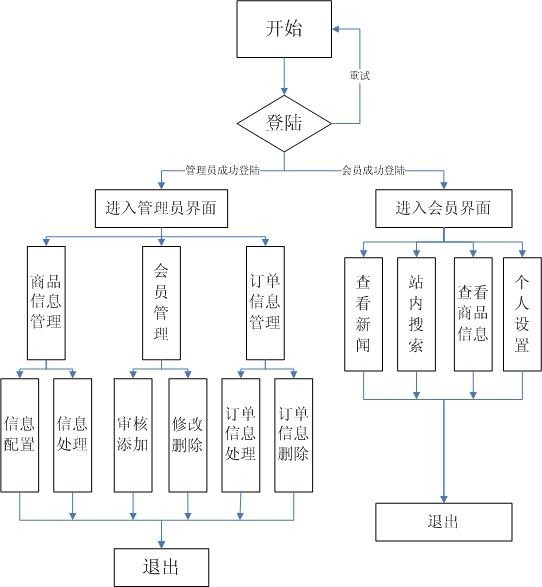 开始
重试
登陆
管理员成功登陆
会员成功登陆
进入管理员界面
进入会员界面
商品
信息
管理
会
员
管
理
订单
信息
管理
查
看
新
闻
站
内
搜
索
查看
商品
信息
个
人
设
置
信息
配置
信息
处理
审核
添加
修改
删除
订单
信息
处理
订单
信息
删除
退出
退出